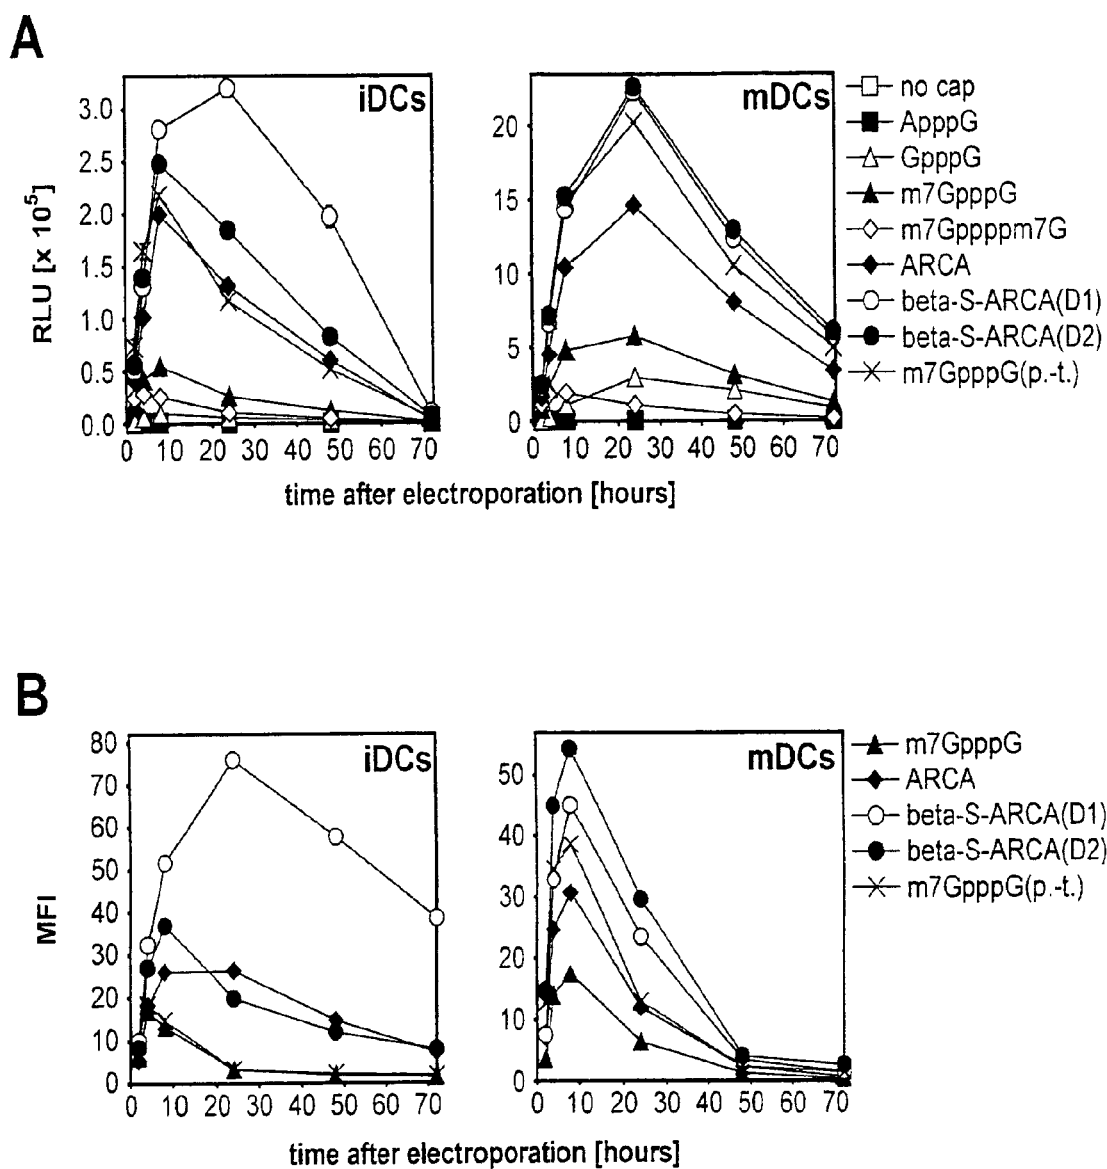 A
iDCs
mDCs
RLU [x 10⁵]
3.0
2.5
2.0
1.5
1.0
0.5
0.0
0 10 20 30 40 50 60 70
20
15
10
5
0
0 10 20 30 40 50 60 70
time after electroporation [hours]
no cap
ApppG
GpppG
m7GpppG
m7Gppppm7G
ARCA
beta-S-ARCA(D1)
beta-S-ARCA(D2)
m7GpppG(p.-t.)
B
iDCs
mDCs
MFI
80
70
60
50
40
30
20
10
0
0 10 20 30 40 50 60 70
50
40
30
20
10
0
0 10 20 30 40 50 60 70
time after electroporation [hours]
m7GpppG
ARCA
beta-S-ARCA(D1)
beta-S-ARCA(D2)
m7GpppG(p.-t.)